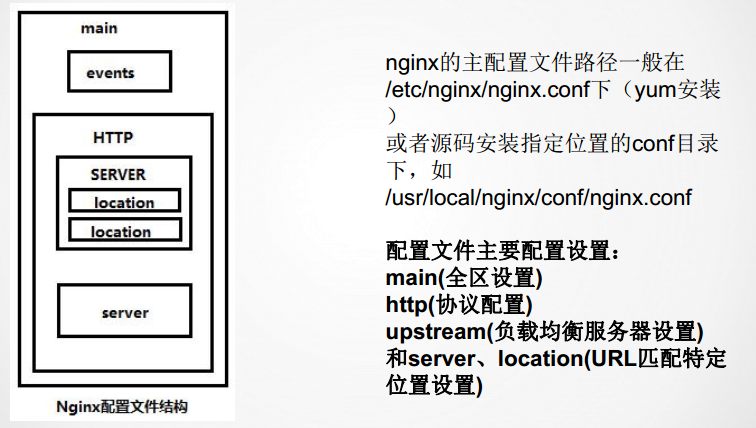 main
events
HTTP
SERVER
location
location
server
Nginx配置文件结构
nginx的主配置文件路径一般在
/etc/nginx/nginx.conf下（yum安装
）
或者源码安装指定位置的conf目录
下，如
/usr/local/nginx/conf/nginx.conf
配置文件主要配置设置：
main(全区设置)
http(协议配置)
upstream(负载均衡服务器设置)
和server、location(URL匹配特定
位置设置)